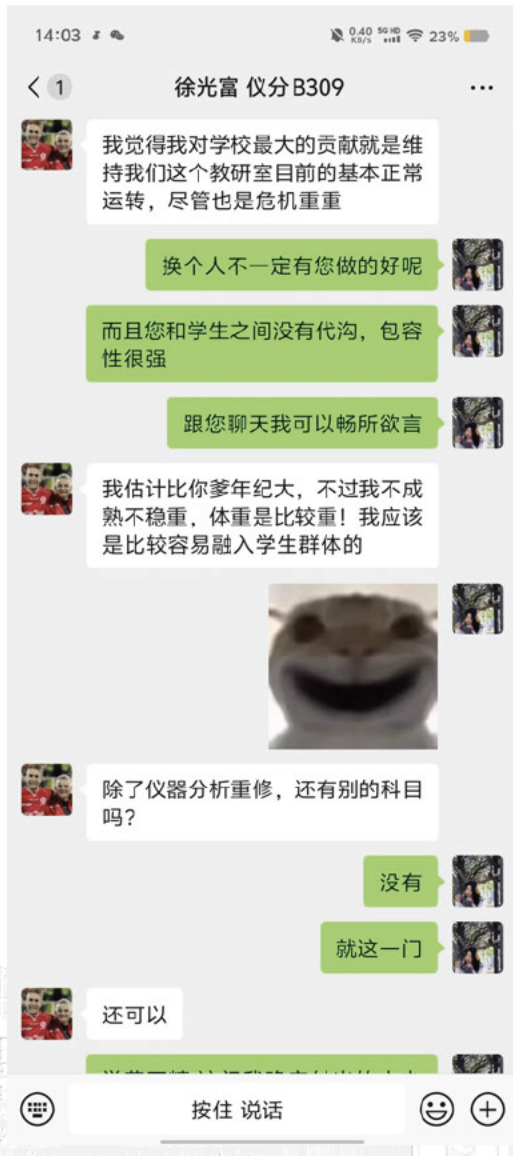 14:03
0.40 KB/S 5G HD 23%
1
徐光富 仪分B309
我觉得我对学校最大的贡献就是维
持我们这个教研室目前的基本正常
运转，尽管也是危机重重
换个人不一定有您做的好呢
而且您和学生之间没有代沟，包容
性很强
跟您聊天我可以畅所欲言
我估计比你爹年纪大，不过我不成
熟不稳重，体重是比较重！我应该
是比较容易融入学生群体的
除了仪器分析重修，还有别的科目
吗？
没有
就这一门
还可以
按住 说话